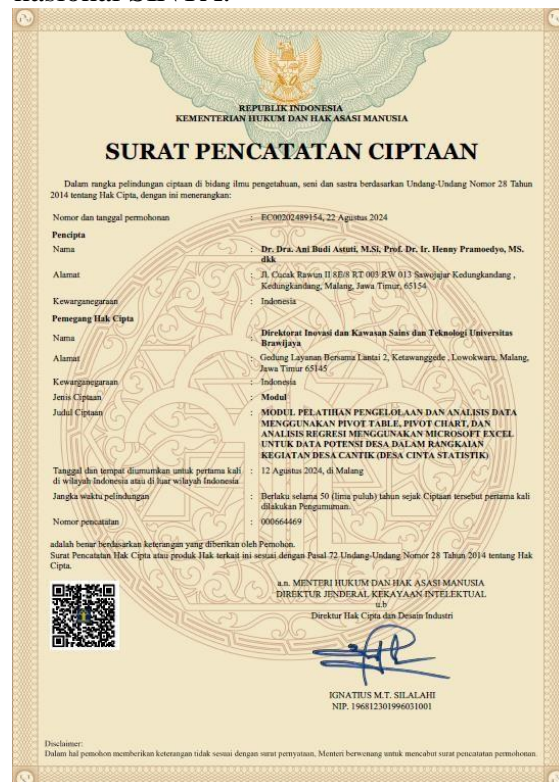 nasional SINTA.
REPUBLIK INDONESIA
KEMENTERIAN HUKUM DAN HAK ASASI MANUSIA
SURAT PENCATATAN CIPTAAN
Dalam rangka pelindungan ciptaan di bidang ilmu pengetahuan, seni dan sastra berdasarkan Undang-Undang Nomor 28 Tahun
2014 tentang Hak Cipta, dengan ini menerangkan:
Nomor dan tanggal permohonan : EC00202489154, 22 Agustus 2024
Pencipta
Nama : Dr. Dra. Ani Budi Astuti, M.Si, Prof. Dr. Ir. Henny Pramoedyo, MS.
dkk
Alamat : Jl. Cucak Rawun II 8E/8 RT 003 RW 013 Sawojajar Kedungkandang ,
Kedungkandang, Malang, Jawa Timur, 65154
Kewarganegaraan : Indonesia
Pemegang Hak Cipta
Nama : Direktorat Inovasi dan Kawasan Sains dan Teknologi Universitas
Brawijaya
Alamat : Gedung Layanan Bersama Lantai 2, Ketawanggede , Lowokwaru, Malang,
Jawa Timur 65145
Kewarganegaraan : Indonesia
Jenis Ciptaan : Modul
Judul Ciptaan : MODUL PELATIHAN PENGELOLAAN DAN ANALISIS DATA
MENGGUNAKAN PIVOT TABLE, PIVOT CHART, DAN
ANALISIS REGRESI MENGGUNAKAN MICROSOFT EXCEL
UNTUK DATA POTENSI DESA DALAM RANGKAIAN
KEGIATAN DESA CANTIK (DESA CINTA STATISTIK)
Tanggal dan tempat diumumkan untuk pertama kali : 12 Agustus 2024, di Malang
di wilayah Indonesia atau di luar wilayah Indonesia
Jangka waktu pelindungan : Berlaku selama 50 (lima puluh) tahun sejak Ciptaan tersebut pertama kali
dilakukan Pengumuman.
Nomor pencatatan : 000664469
adalah benar berdasarkan keterangan yang diberikan oleh Pemohon.
Surat Pencatatan Hak Cipta atau produk Hak terkait ini sesuai dengan Pasal 72 Undang-Undang Nomor 28 Tahun 2014 tentang Hak
Cipta.
a.n. MENTERI HUKUM DAN HAK ASASI MANUSIA
DIREKTUR JENDERAL KEKAYAAN INTELEKTUAL
u.b
Direktur Hak Cipta dan Desain Industri
IGNATIUS M.T. SILALAHI
NIP. 196812301996031001
Disclaimer:
Dalam hal pemohon memberikan keterangan tidak sesuai dengan surat pernyataan, Menteri berwenang untuk mencabut surat pencatatan permohonan.